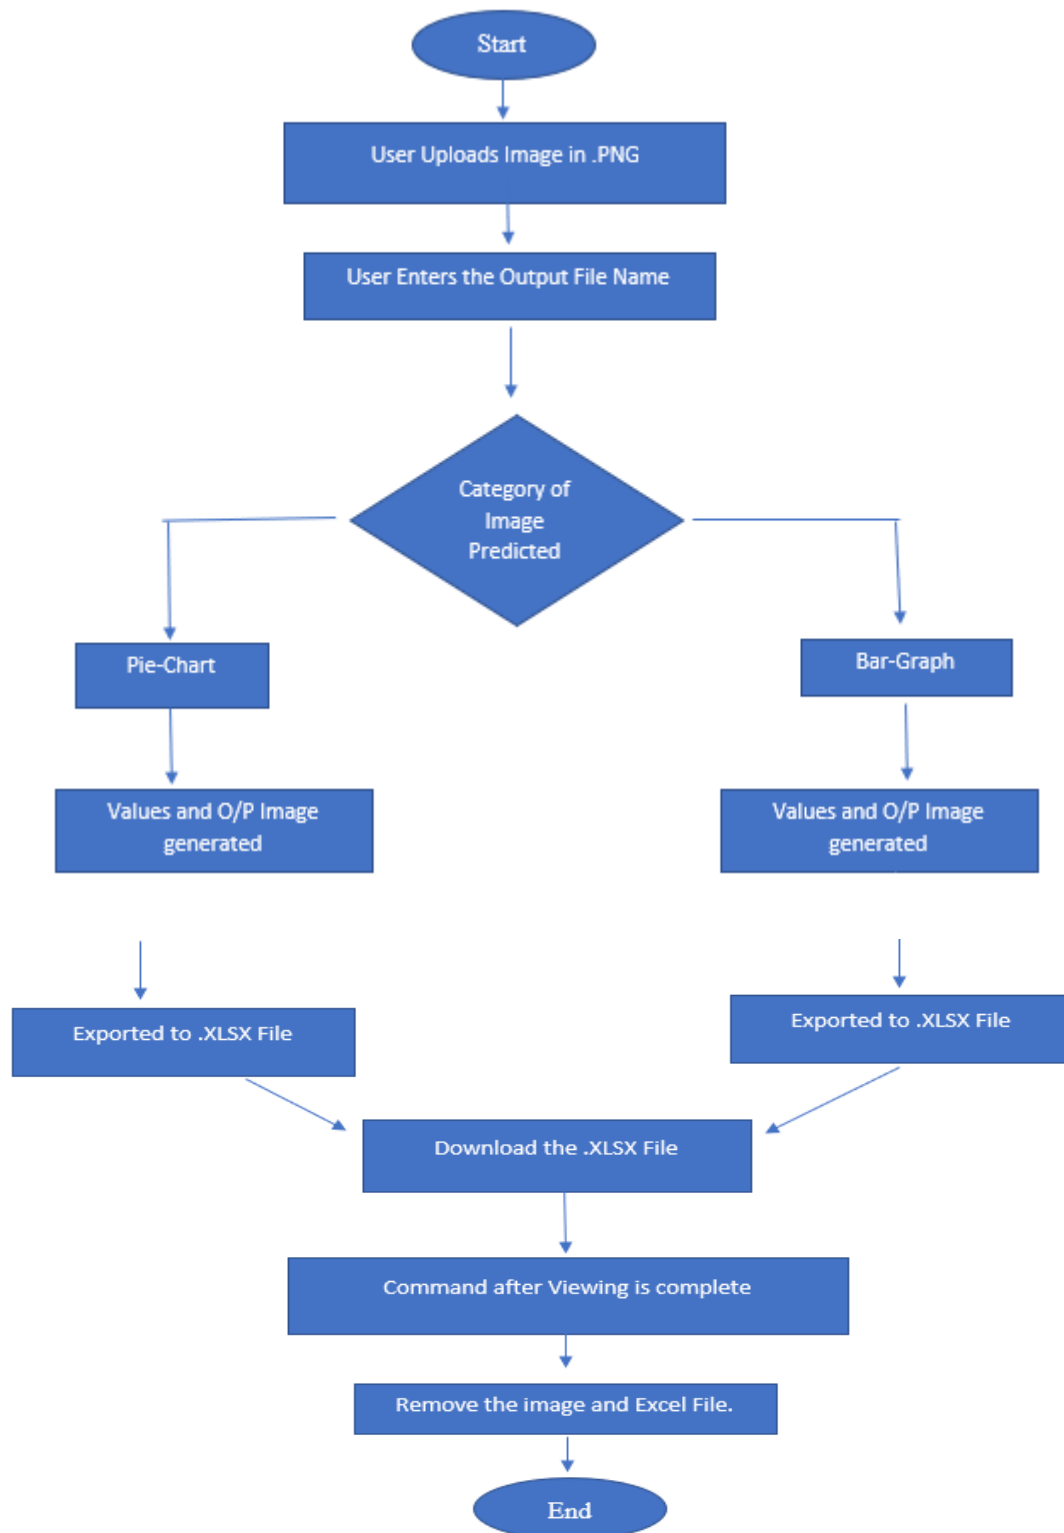 Start
User Uploads Image in .PNG
User Enters the Output File Name
Category of
Image
Predicted
Pie-Chart
Bar-Graph
Values and O/P Image
generated
Values and O/P Image
generated
Exported to .XLSX File
Exported to .XLSX File
Download the .XLSX File
Command after Viewing is complete
Remove the image and Excel File.
End